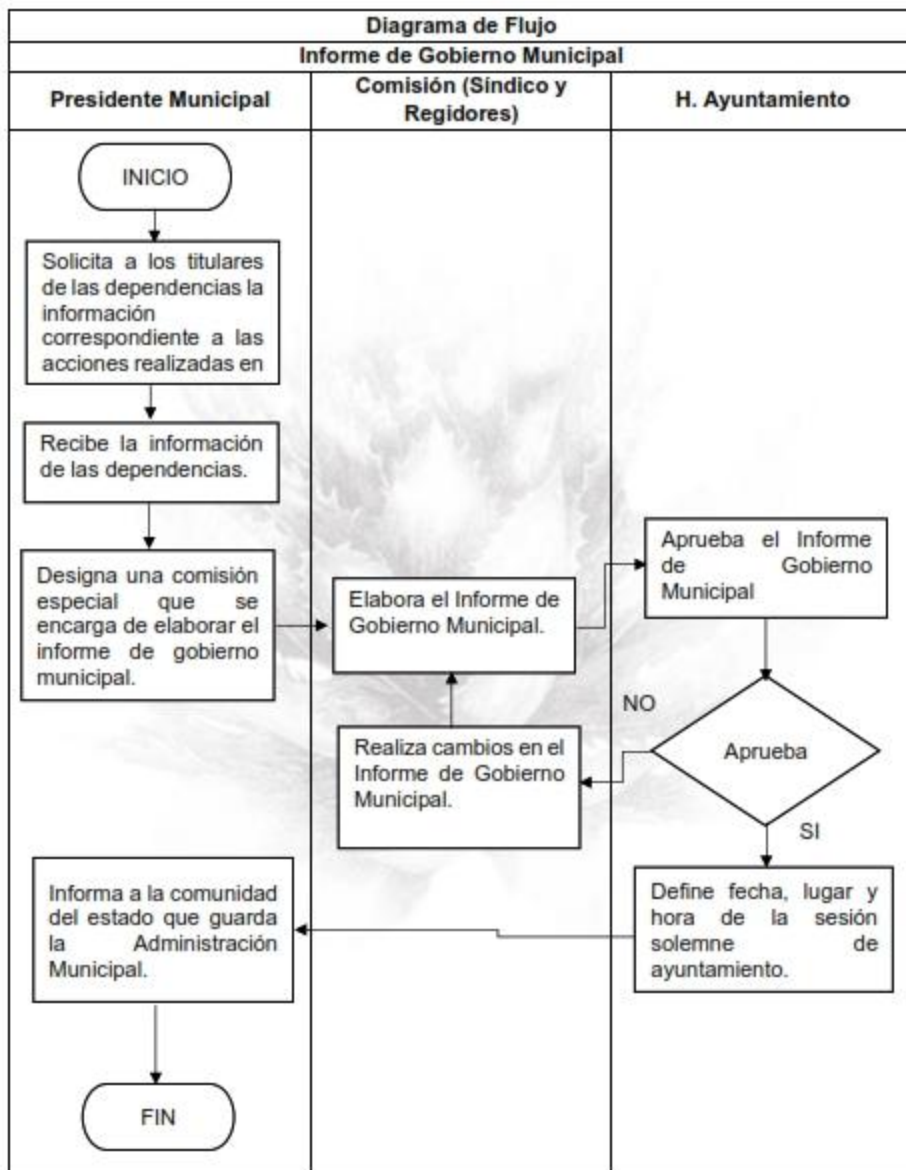 Diagrama de Flujo
Informe de Gobierno Municipal
Presidente Municipal
Comisión (Síndico y
Regidores)
H. Ayuntamiento
INICIO
Solicita a los titulares
de las dependencias la
información
correspondiente a las
acciones realizadas en
Recibe la información
de las dependencias.
Designa una comisión
especial que se
encarga de elaborar el
informe de gobierno
municipal.
Elabora el Informe de
Gobierno Municipal.
Aprueba el Informe
de Gobierno
Municipal
NO
Aprueba
Realiza cambios en el
Informe de Gobierno
Municipal.
SI
Define fecha, lugar y
hora de la sesión
solemne de
ayuntamiento.
Informa a la comunidad
del estado que guarda
la Administración
Municipal.
FIN